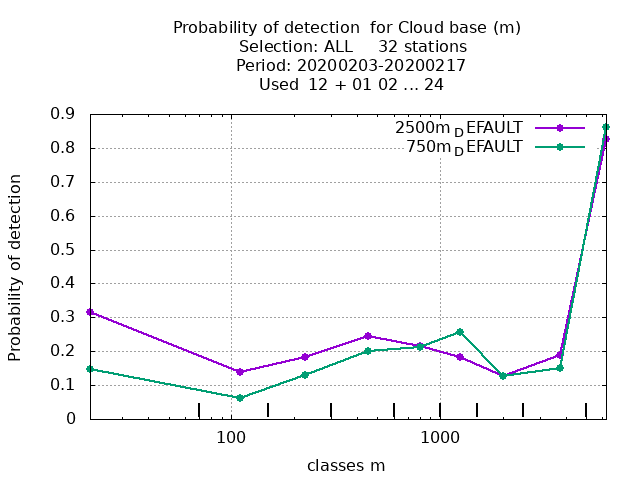 Probability of detection  for Cloud base (m)
Selection: ALL     32 stations
Period: 20200203-20200217
Used  12 + 01 02 ... 24
2500m_DEFAULT
750m_DEFAULT
0.9
0.8
0.7
0.6
0.5
0.4
0.3
0.2
0.1
0
Probability of detection
100
1000
classes m